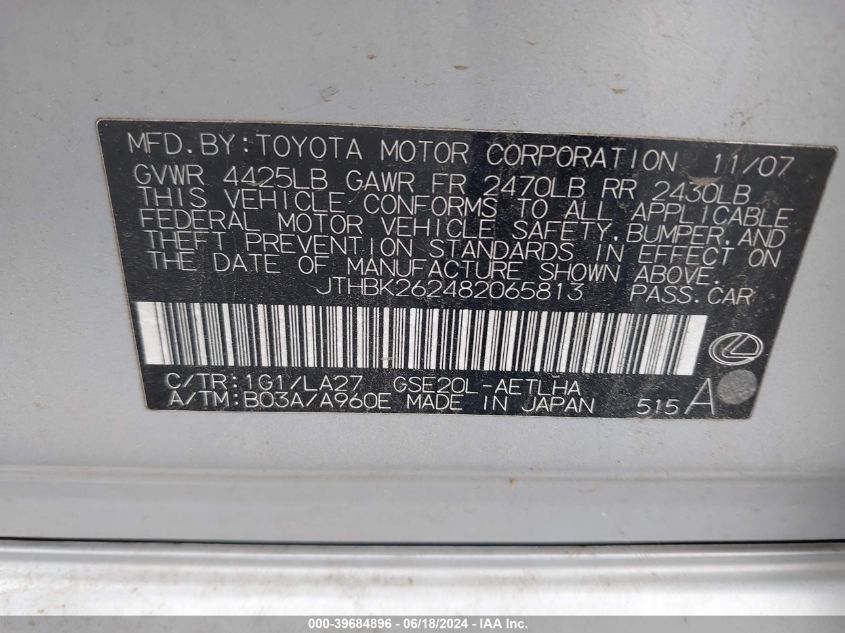 MFD. BY: TOYOTA MOTOR CORPORATION 11/07
GVWR 4425LB GAWR FR 2470LB RR 2430LB
THIS VEHICLE CONFORMS TO ALL APPLICABLE
FEDERAL MOTOR VEHICLE SAFETY, BUMPER, AND
THEFT PREVENTION STANDARDS IN EFFECT ON
THE DATE OF MANUFACTURE SHOWN ABOVE.
JTHBK262482065813 PASS. CAR
C/TR: 1G1/LA27 GSE20L-AETLHA
A/TM: B03A/A960E MADE IN JAPAN 515 A
000-39684896 - 06/18/2024 - IAA Inc.